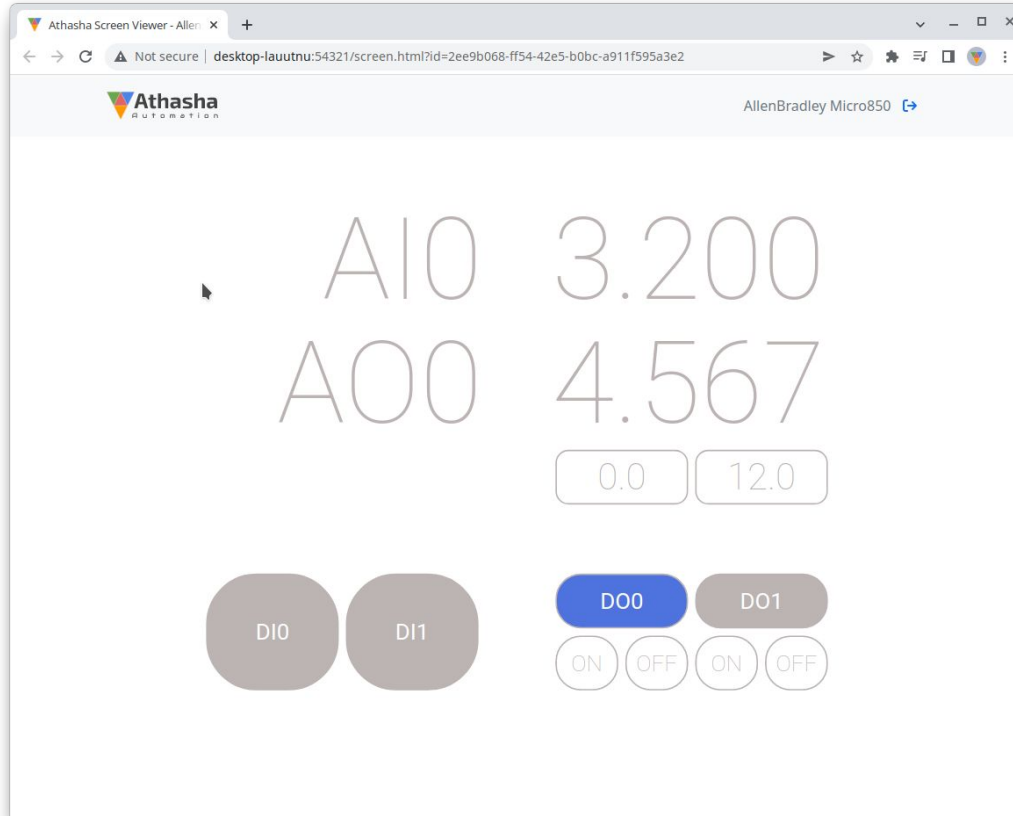 Athasha Screen Viewer - Allen
Not secure desktop-lauutnu:54321/screen.html?id=2ee9b068-ff54-42e5-b0bc-a911f595a3e2
Athasha
Automation
AllenBradley Micro850
AI0 3.200
AO0 4.567
0.0 12.0
DO0 DO1
DI0 DI1
ON OFF ON OFF